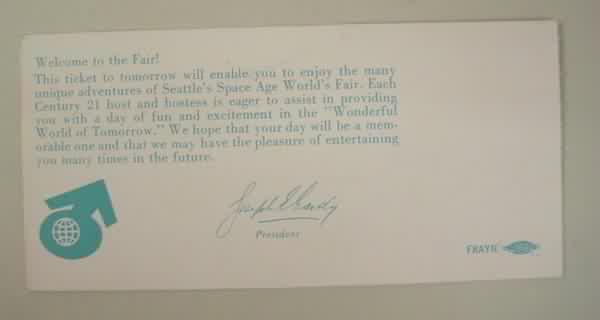 Welcome to the Fair!
This ticket to tomorrow will enable you to enjoy the many
unique adventures of Seattle's Space Age World's Fair. Each
Century 21 host and hostess is eager to assist in providing
you with a day of fun and excitement in the "Wonderful
World of Tomorrow." We hope that your day will be a mem-
orable one and that we may have the pleasure of entertaining
you many times in the future.
Joseph E Gandy
President
FRAYN